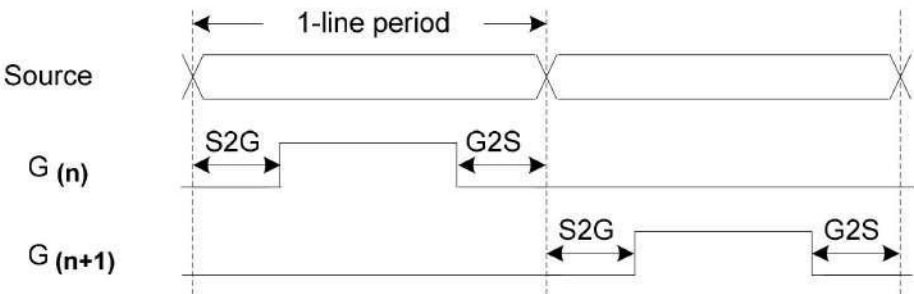 1-line period
Source
S2G G2S
G (n)
S2G G2S
G (n+1)